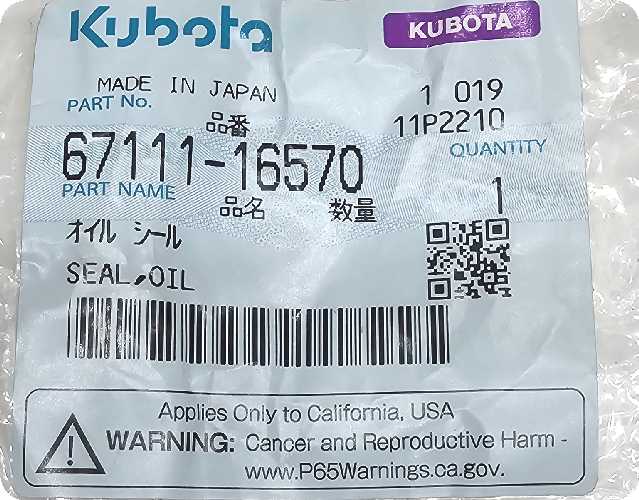 Kubota
KUBOTA
MADE IN JAPAN
1 019
PART No.
品番
11P2210
67111-16570
QUANTITY
PART NAME
品名
数量
1
オイル シール
SEAL,OIL
Applies Only to California, USA
WARNING: Cancer and Reproductive Harm -
www.P65Warnings.ca.gov.